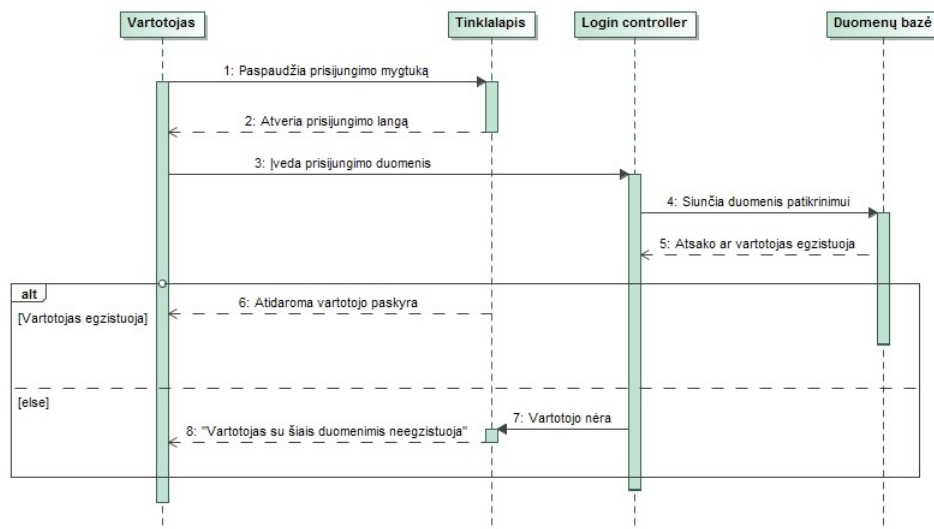 Vartotojas
Tinklalapis
Login controller
Duomenų bazė
1: Paspaudžia prisijungimo mygtuką
2: Atveria prisijungimo langą
3: Įveda prisijungimo duomenis
4: Siunčia duomenis patikrinimui
5: Atsako ar vartotojas egzistuoja
alt
6: Atidaroma vartotojo paskyra
[Vartotojas egzistuoja]
[else]
7: Vartotojo nėra
8: "Vartotojas su šiais duomenimis neegzistuoja"